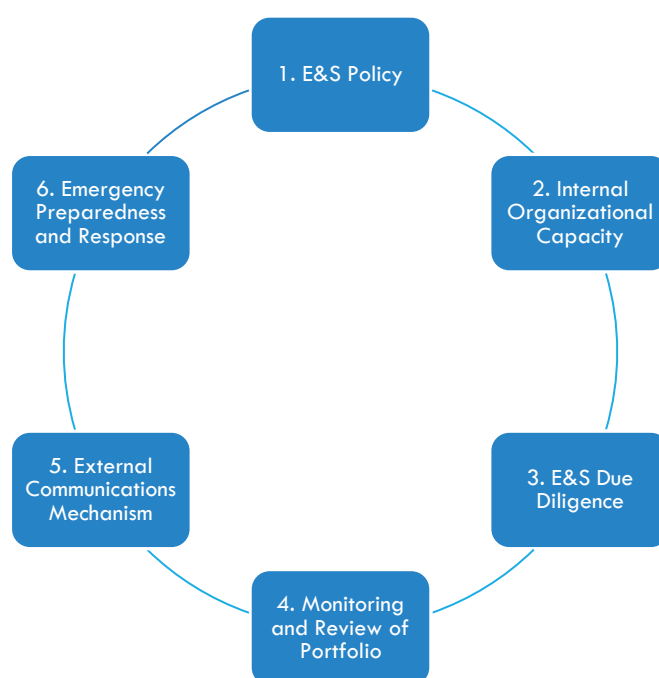 1. E&S Policy
2. Internal
Organizational
Capacity
3. E&S Due
Diligence
4. Monitoring
and Review of
Portfolio
5. External
Communications
Mechanism
6. Emergency
Preparedness
and Response